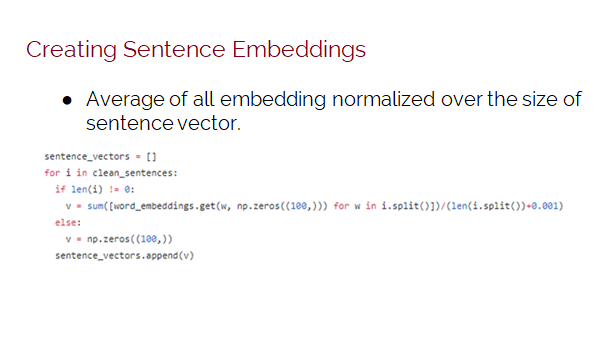 Creating Sentence Embeddings
● Average of all embedding normalized over the size of
sentence vector.
sentence_vectors = []
for i in clean_sentences:
  if len(i) != 0:
    v = sum([word_embeddings.get(w, np.zeros((100,))) for w in i.split()])/(len(i.split())+0.001)
  else:
    v = np.zeros((100,))
  sentence_vectors.append(v)